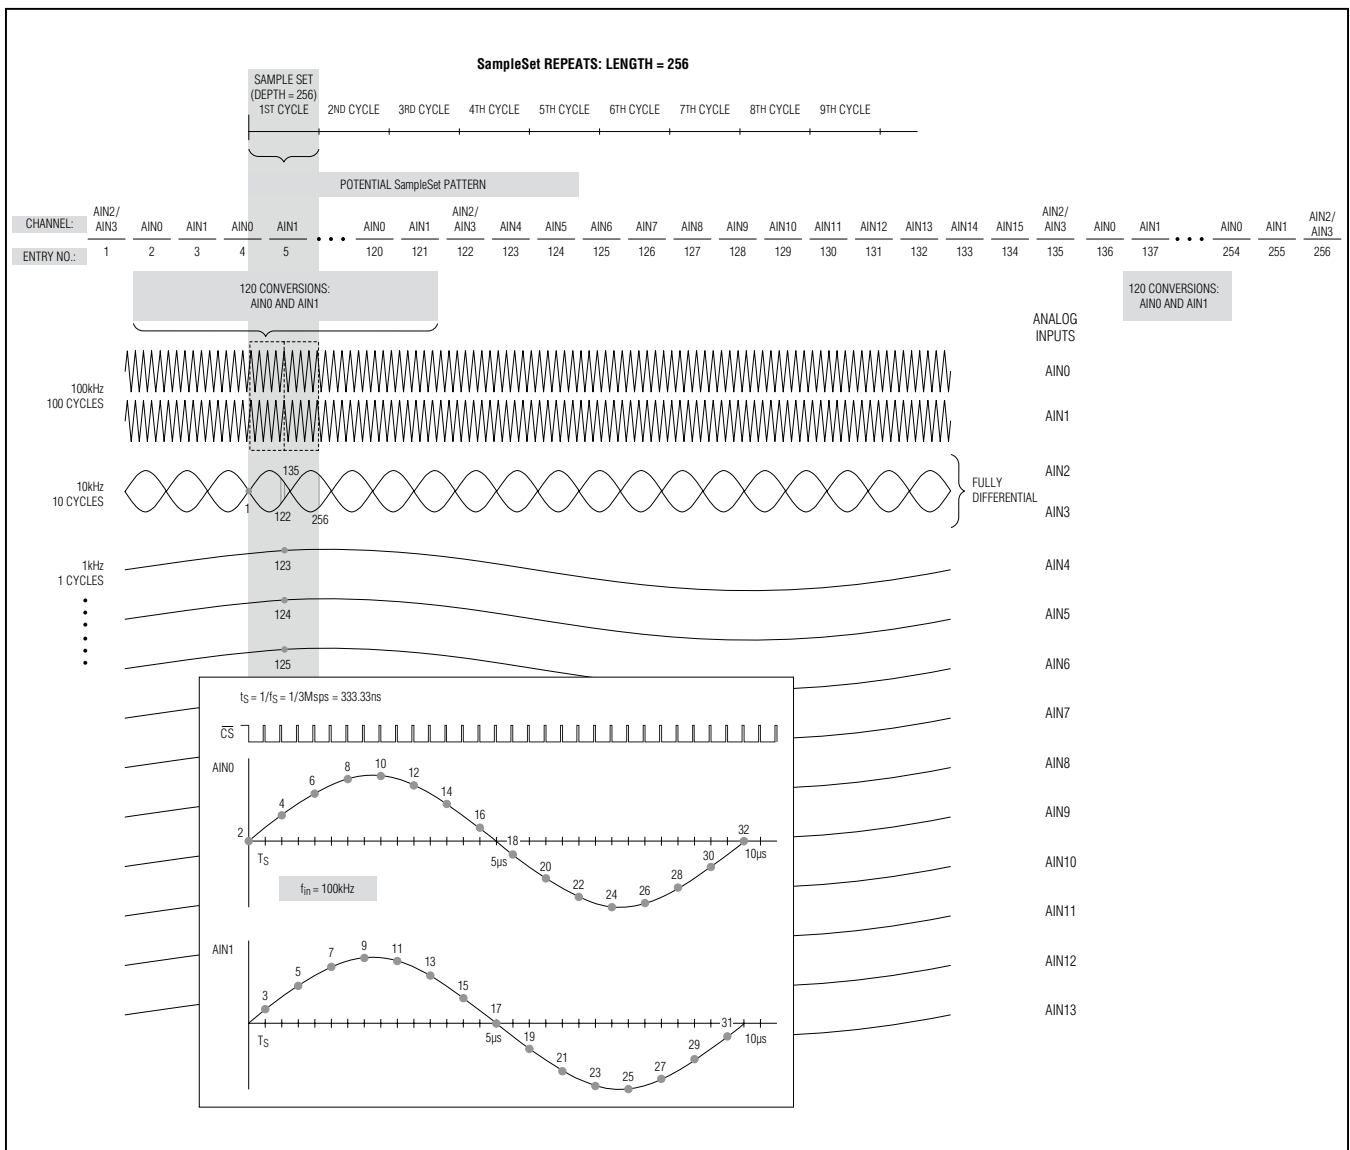 SampleSet REPEATS: LENGTH = 256
SAMPLE SET
(DEPTH = 256)
1ST CYCLE 2ND CYCLE 3RD CYCLE 4TH CYCLE 5TH CYCLE 6TH CYCLE 7TH CYCLE 8TH CYCLE 9TH CYCLE
POTENTIAL SampleSet PATTERN
CHANNEL: AIN2/AIN3 AIN0 AIN1 AIN0 AIN1 • • • AIN0 AIN1 AIN2/AIN3 AIN4 AIN5 AIN6 AIN7 AIN8 AIN9 AIN10 AIN11 AIN12 AIN13 AIN14 AIN15 AIN2/AIN3 AIN0 AIN1 • • • AIN0 AIN1 AIN2/AIN3
ENTRY NO.: 1 2 3 4 5 120 121 122 123 124 125 126 127 128 129 130 131 132 133 134 135 136 137 254 255 256
120 CONVERSIONS:
AIN0 AND AIN1
120 CONVERSIONS:
AIN0 AND AIN1
ANALOG
INPUTS
100kHz
100 CYCLES
AIN0
AIN1
10kHz
10 CYCLES
135
1
122
256
FULLY
DIFFERENTIAL
AIN2
AIN3
1kHz
1 CYCLES
123
AIN4
124
AIN5
125
AIN6
AIN7
AIN8
AIN9
AIN10
AIN11
AIN12
AIN13
tS = 1/fS = 1/3Msps = 333.33ns
CS
AIN0
2 4 6 8 10 12 14 16 18 20 22 24 26 28 30 32
TS 5µs 10µs
fin = 100kHz
AIN1
3 5 7 9 11 13 15 17 19 21 23 25 27 29 31
TS 5µs 10µs